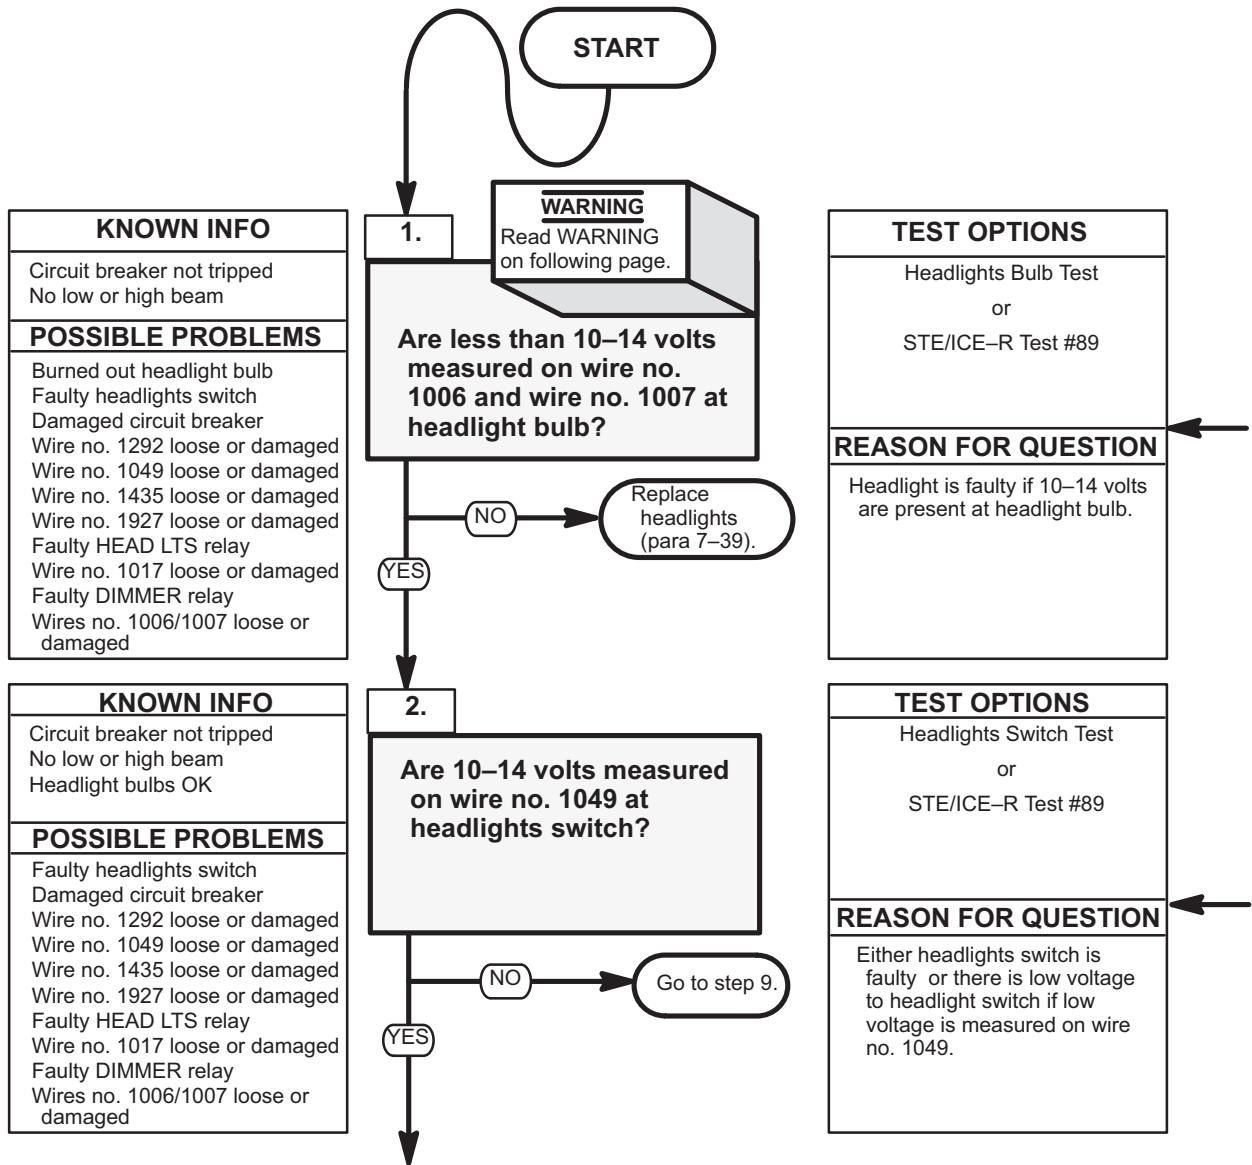 START
KNOWN INFO
Circuit breaker not tripped
No low or high beam
POSSIBLE PROBLEMS
Burned out headlight bulb
Faulty headlights switch
Damaged circuit breaker
Wire no. 1292 loose or damaged
Wire no. 1049 loose or damaged
Wire no. 1435 loose or damaged
Wire no. 1927 loose or damaged
Faulty HEAD LTS relay
Wire no. 1017 loose or damaged
Faulty DIMMER relay
Wires no. 1006/1007 loose or
damaged
1.
WARNING
Read WARNING
on following page.
Are less than 10–14 volts
measured on wire no.
1006 and wire no. 1007 at
headlight bulb?
NO
Replace
headlights
(para 7–39).
YES
TEST OPTIONS
Headlights Bulb Test
or
STE/ICE–R Test #89
REASON FOR QUESTION
Headlight is faulty if 10–14 volts
are present at headlight bulb.
KNOWN INFO
Circuit breaker not tripped
No low or high beam
Headlight bulbs OK
POSSIBLE PROBLEMS
Faulty headlights switch
Damaged circuit breaker
Wire no. 1292 loose or damaged
Wire no. 1049 loose or damaged
Wire no. 1435 loose or damaged
Wire no. 1927 loose or damaged
Faulty HEAD LTS relay
Wire no. 1017 loose or damaged
Faulty DIMMER relay
Wires no. 1006/1007 loose or
damaged
2.
Are 10–14 volts measured
on wire no. 1049 at
headlights switch?
NO
Go to step 9.
YES
TEST OPTIONS
Headlights Switch Test
or
STE/ICE–R Test #89
REASON FOR QUESTION
Either headlights switch is
faulty or there is low voltage
to headlight switch if low
voltage is measured on wire
no. 1049.